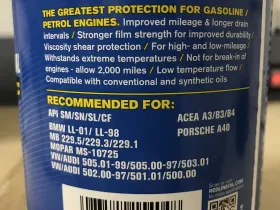 THE GREATEST PROTECTION FOR GASOLINE /
PETROL ENGINES. Improved mileage & longer drain
intervals / Stronger film strength for improved durability /
Viscosity shear protection / For high- and low-mileage /
Withstands extreme temperatures / Not for break-in of
engines - allow 2,000 miles / Low temperature flow /
Compatible with conventional and synthetic oils
RECOMMENDED FOR:
API SM/SN/SL/CF
BMW LL-01/ LL-98
MB 229.5/229.3/229.1
MOPAR MS-10725
VW/AUDI 505.01-99/505.00-97/503.01
VW/AUDI 502.00-97/501.01/500.00
ACEA A3/B3/B4
PORSCHE A40
REDLINEOIL.COM